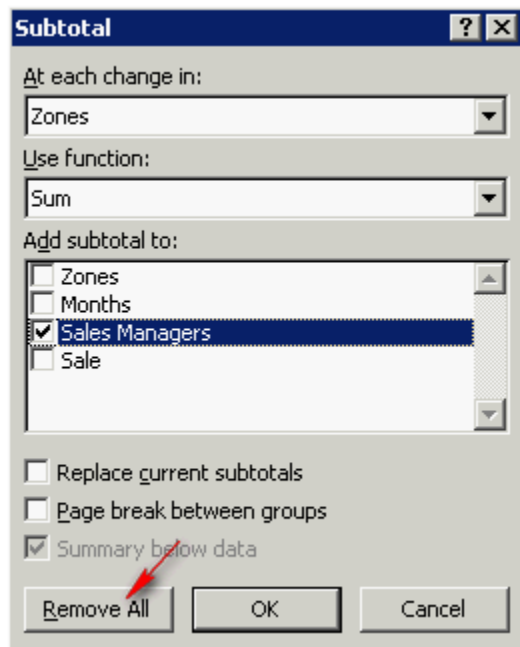 Subtotal
At each change in:
Zones
Use function:
Sum
Add subtotal to:
Zones
Months
Sales Managers
Sale
Replace current subtotals
Page break between groups
Summary below data
Remove All OK Cancel